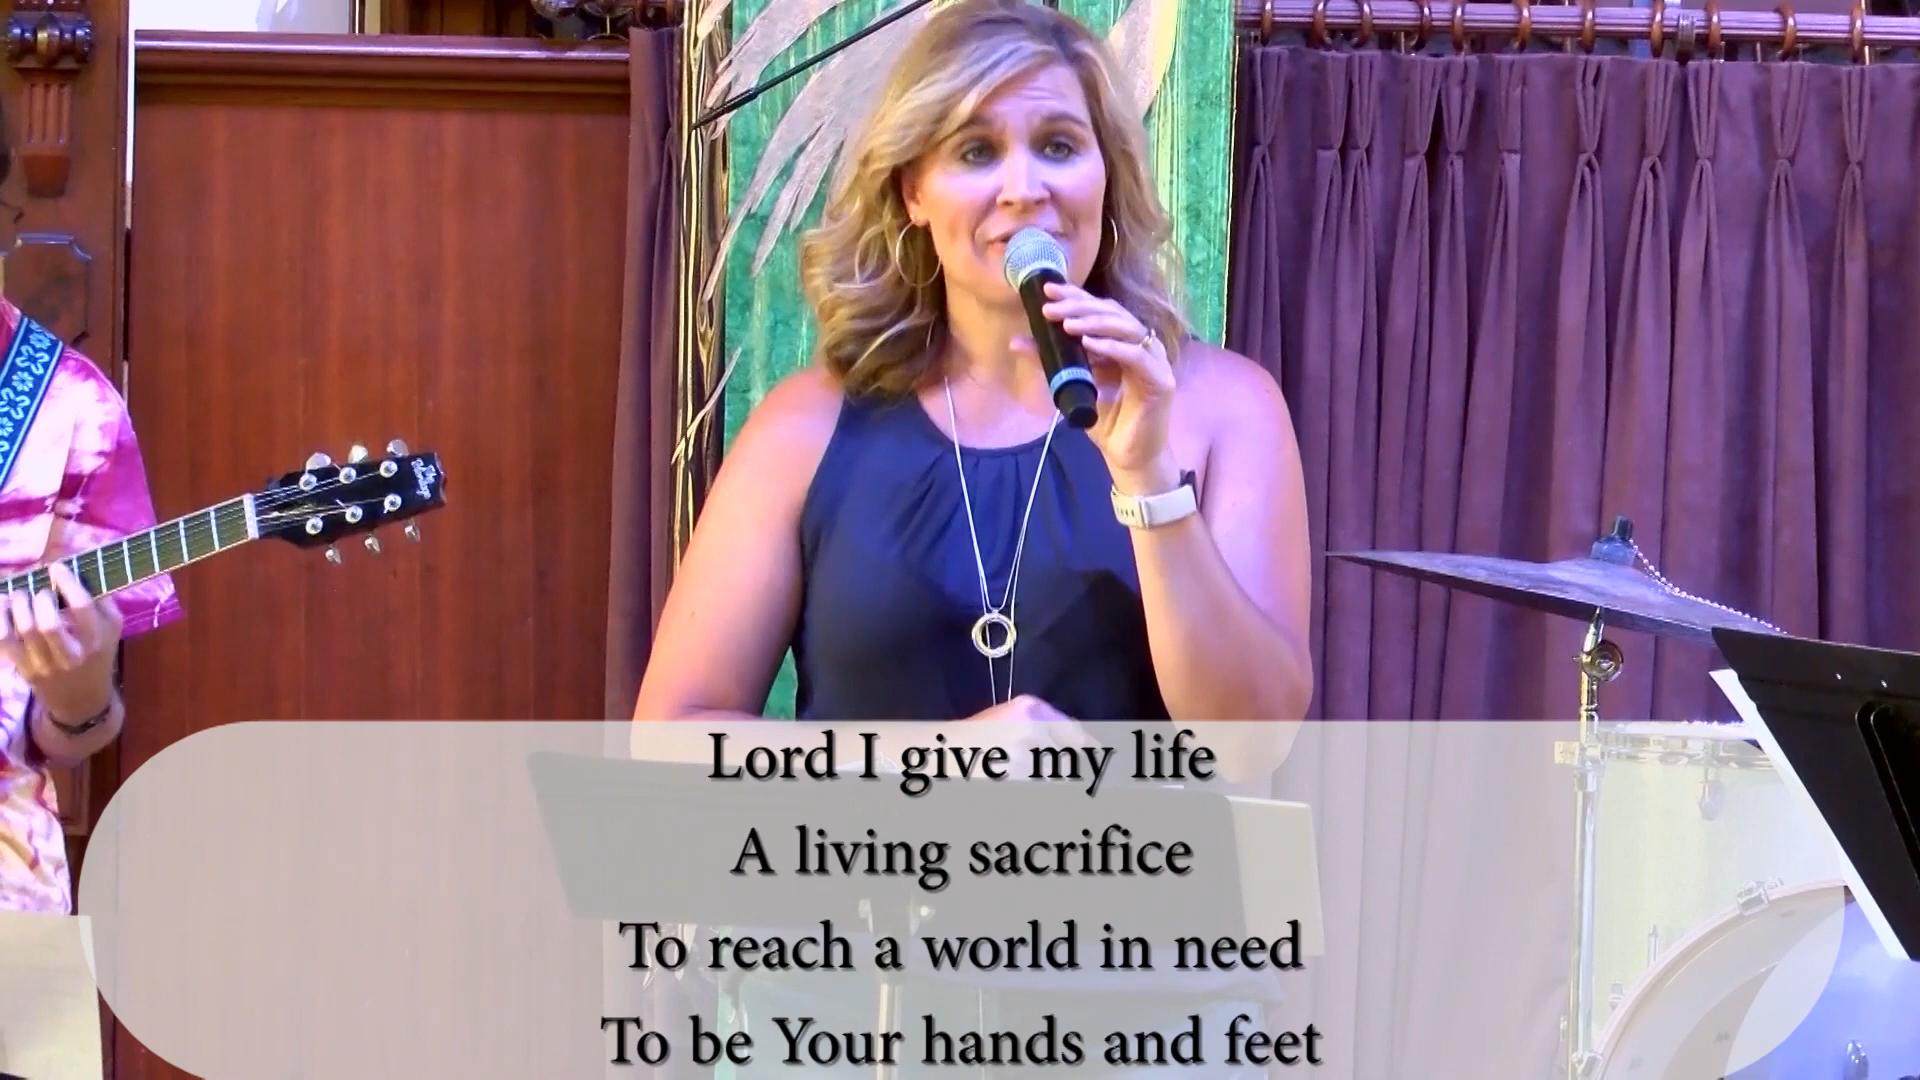 Lord I give my life
A living sacrifice
To reach a world in need
To be Your hands and feet